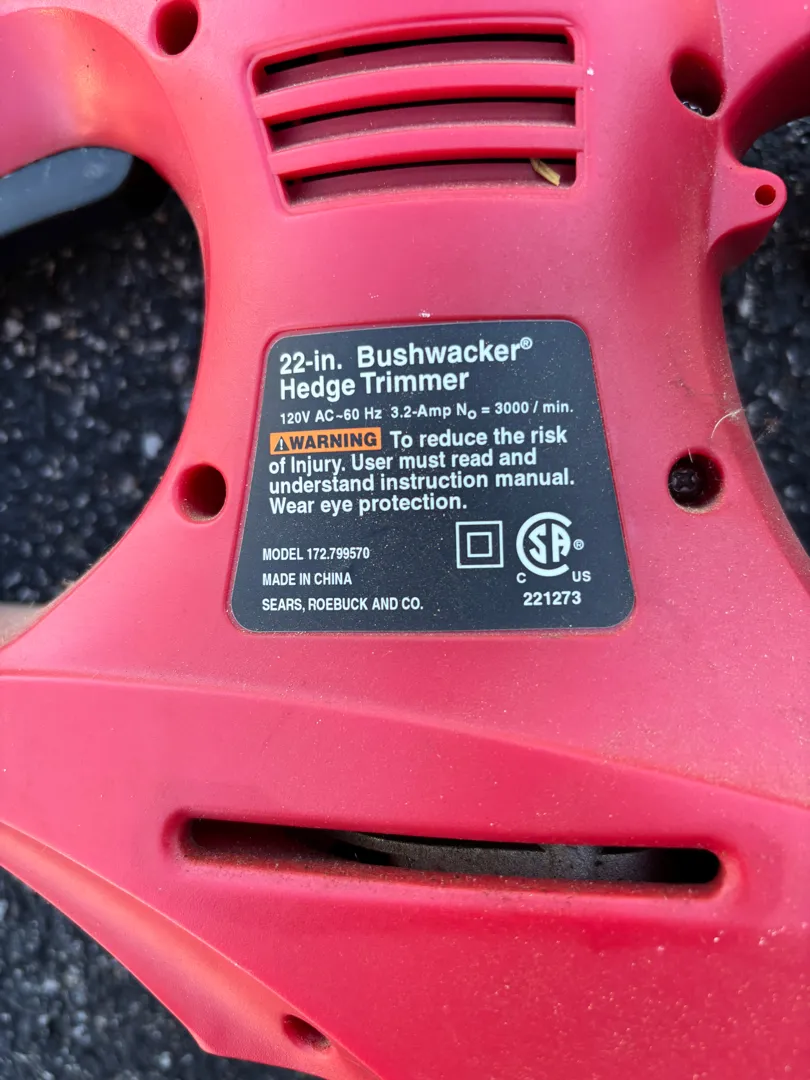 22-in. Bushwacker®
Hedge Trimmer
120V AC~60 Hz 3.2-Amp No = 3000 / min.
⚠WARNING To reduce the risk
of Injury. User must read and
understand instruction manual.
Wear eye protection.
MODEL 172.799570
MADE IN CHINA
SEARS, ROEBUCK AND CO.
SA ®
C US
221273